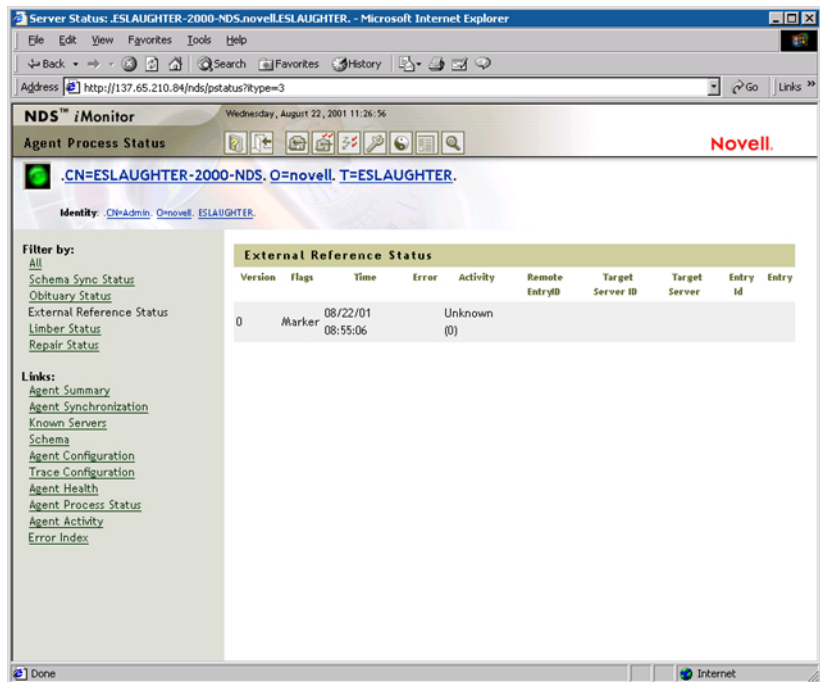 Server Status: .ESLAUGHTER-2000-NDS.novell.ESLAUGHTER. - Microsoft Internet Explorer
File Edit View Favorites Tools Help
Back Search Favorites History
Address http://137.65.210.84/nds/pstatus?itype=3 Go Links »
NDS™ iMonitor Wednesday, August 22, 2001 11:26:56
Agent Process Status Novell.
.CN=ESLAUGHTER-2000-NDS. O=novell. T=ESLAUGHTER.
Identity: .CN=Admin. O=novell. ESLAUGHTER.
Filter by:
All
Schema Sync Status
Obituary Status
External Reference Status
Limber Status
Repair Status
Links:
Agent Summary
Agent Synchronization
Known Servers
Schema
Agent Configuration
Trace Configuration
Agent Health
Agent Process Status
Agent Activity
Error Index
External Reference Status
Version Flags Time Error Activity Remote EntryID Target Server ID Target Server Entry Id Entry
0 Marker 08/22/01 08:55:06 Unknown (0)
Done Internet